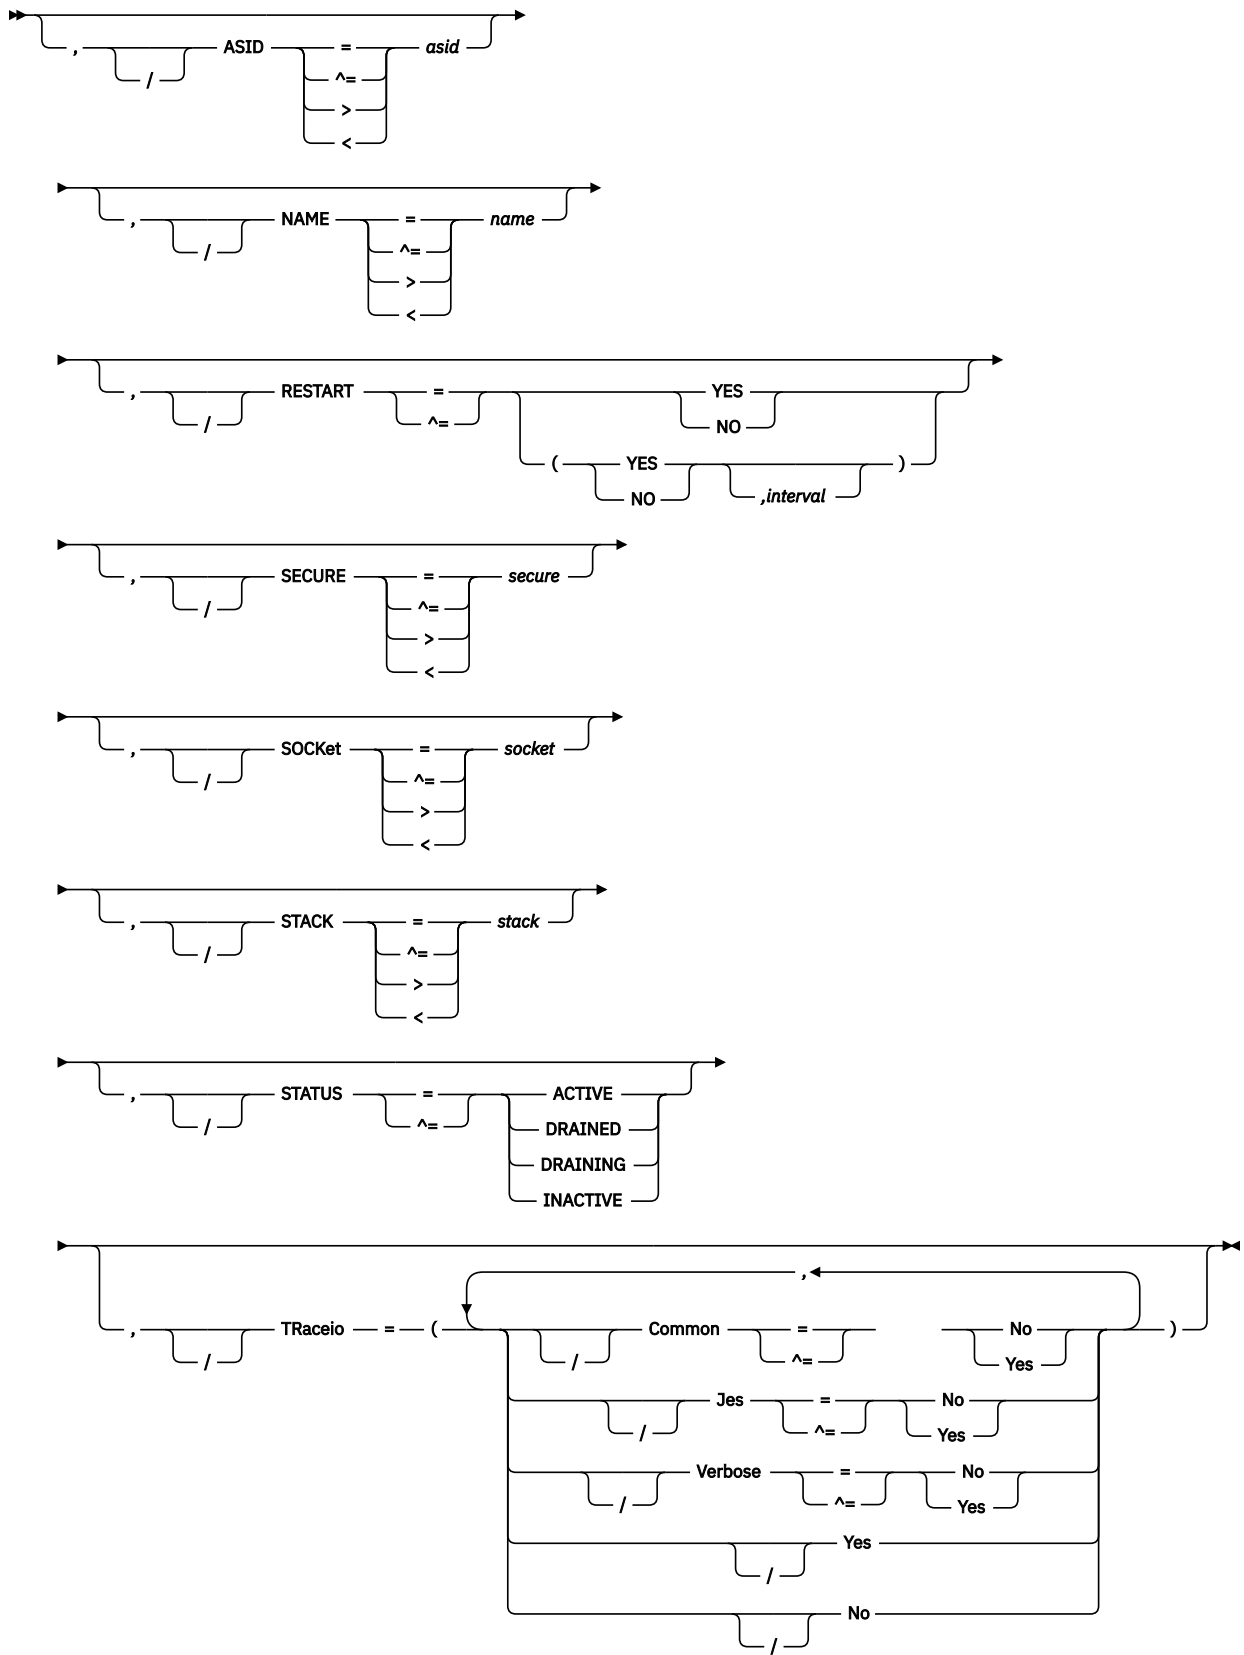 , / ASID = asid
^=
>
<
, / NAME = name
^=
>
<
, / RESTART = YES
^= NO
( YES )
NO ,interval
, / SECURE = secure
^=
>
<
, / SOCKet = socket
^=
>
<
, / STACK = stack
^=
>
<
, / STATUS = ACTIVE
^= DRAINED
DRAINING
INACTIVE
,
, / TRaceio = ( / Common = No )
^= Yes
/ Jes = No
^= Yes
/ Verbose = No
^= Yes
/ Yes
/ No